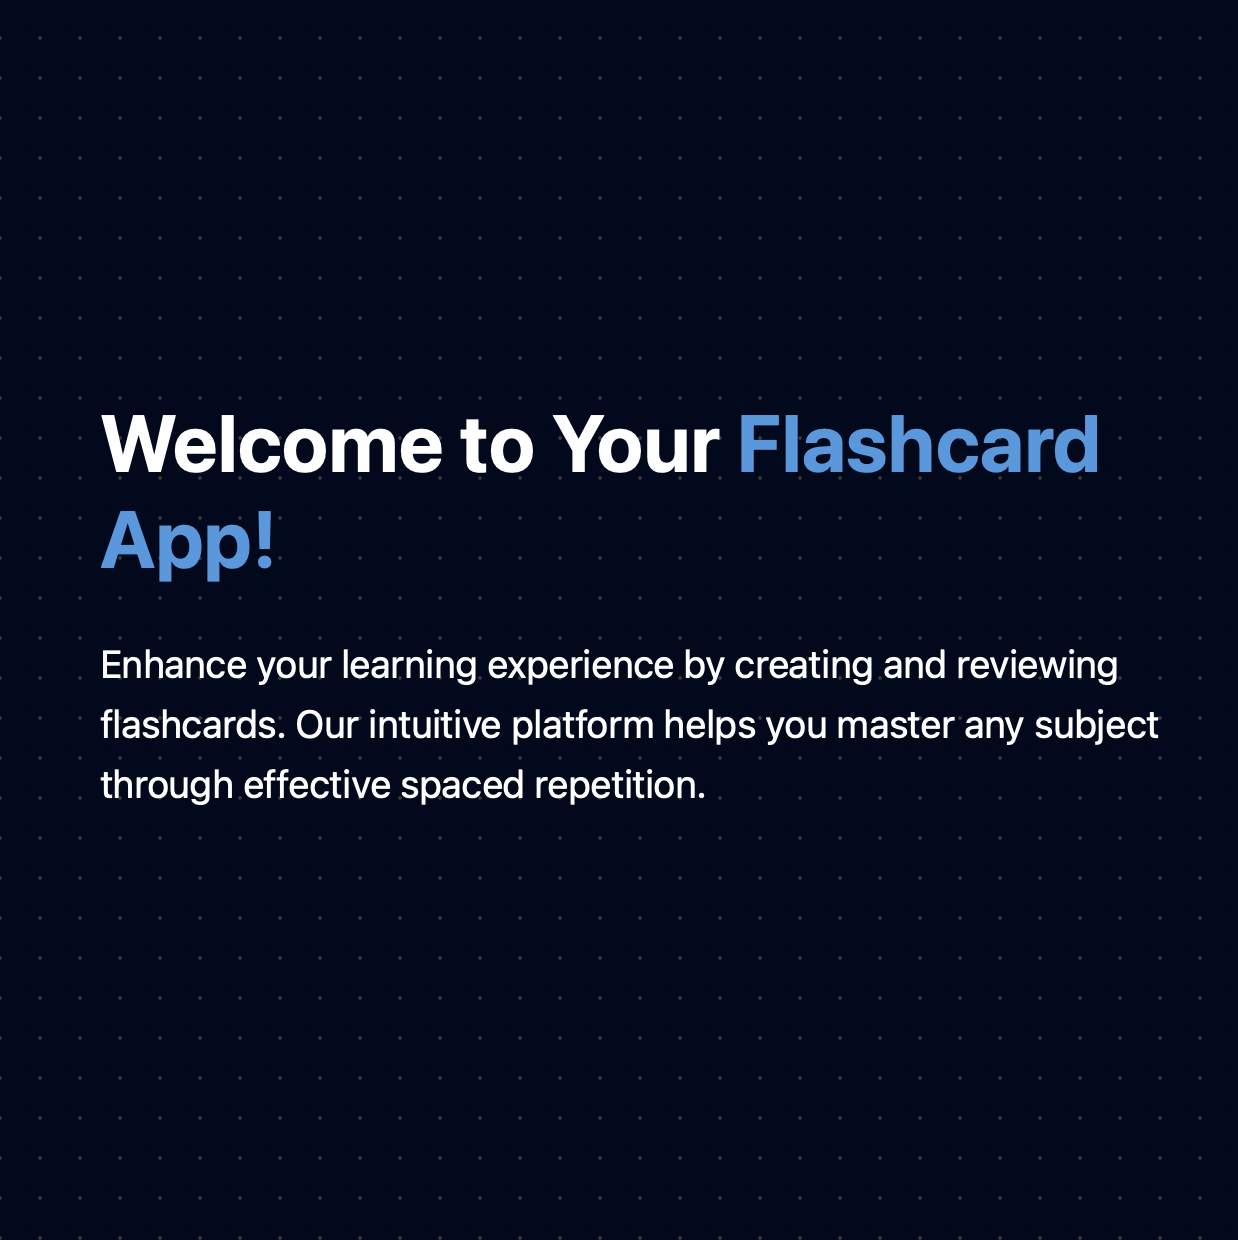 Welcome to Your Flashcard
App!
Enhance your learning experience by creating and reviewing
flashcards. Our intuitive platform helps you master any subject
through effective spaced repetition.